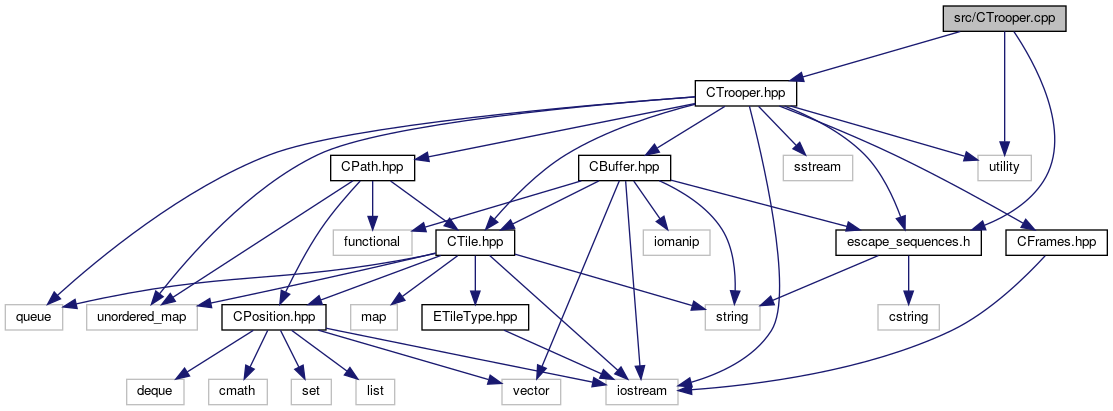 src/CTrooper.cpp
CTrooper.hpp
CPath.hpp
CBuffer.hpp
sstream
utility
functional
CTile.hpp
iomanip
escape_sequences.h
CFrames.hpp
queue
unordered_map
CPosition.hpp
map
ETileType.hpp
string
cstring
deque
cmath
set
list
vector
iostream